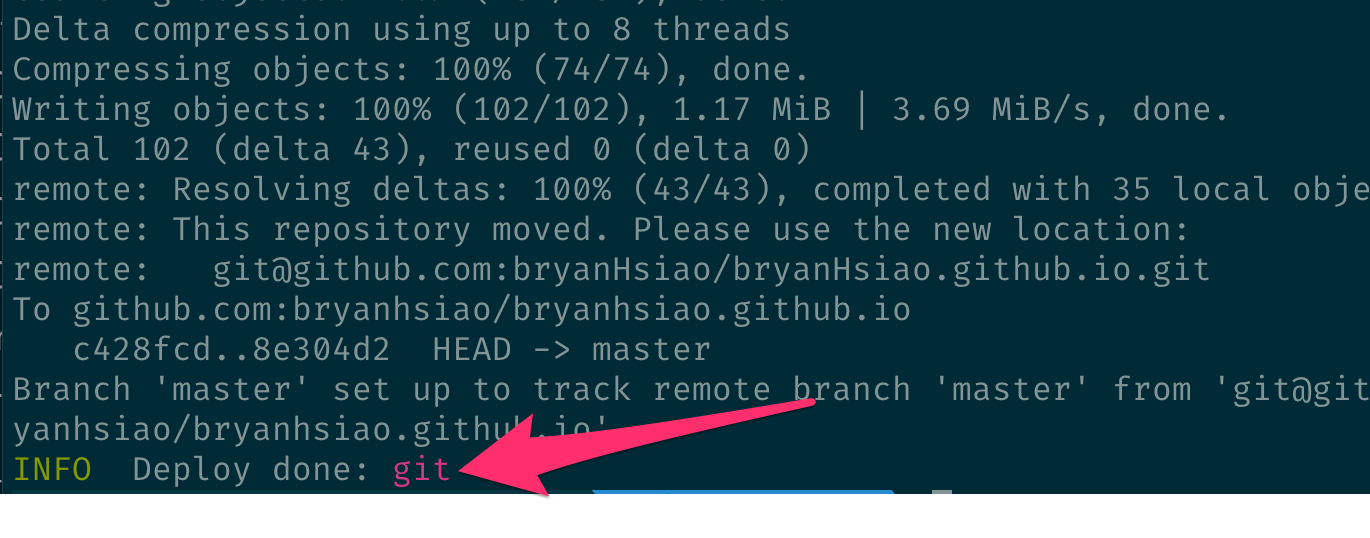 Delta compression using up to 8 threads
Compressing objects: 100% (74/74), done.
Writing objects: 100% (102/102), 1.17 MiB | 3.69 MiB/s, done.
Total 102 (delta 43), reused 0 (delta 0)
remote: Resolving deltas: 100% (43/43), completed with 35 local obje
remote: This repository moved. Please use the new location:
remote:   git@github.com:bryanHsiao/bryanHsiao.github.io.git
To github.com:bryanhsiao/bryanhsiao.github.io
   c428fcd..8e304d2  HEAD -> master
Branch 'master' set up to track remote branch 'master' from 'git@git
yanhsiao/bryanhsiao.github.io'
INFO  Deploy done: git